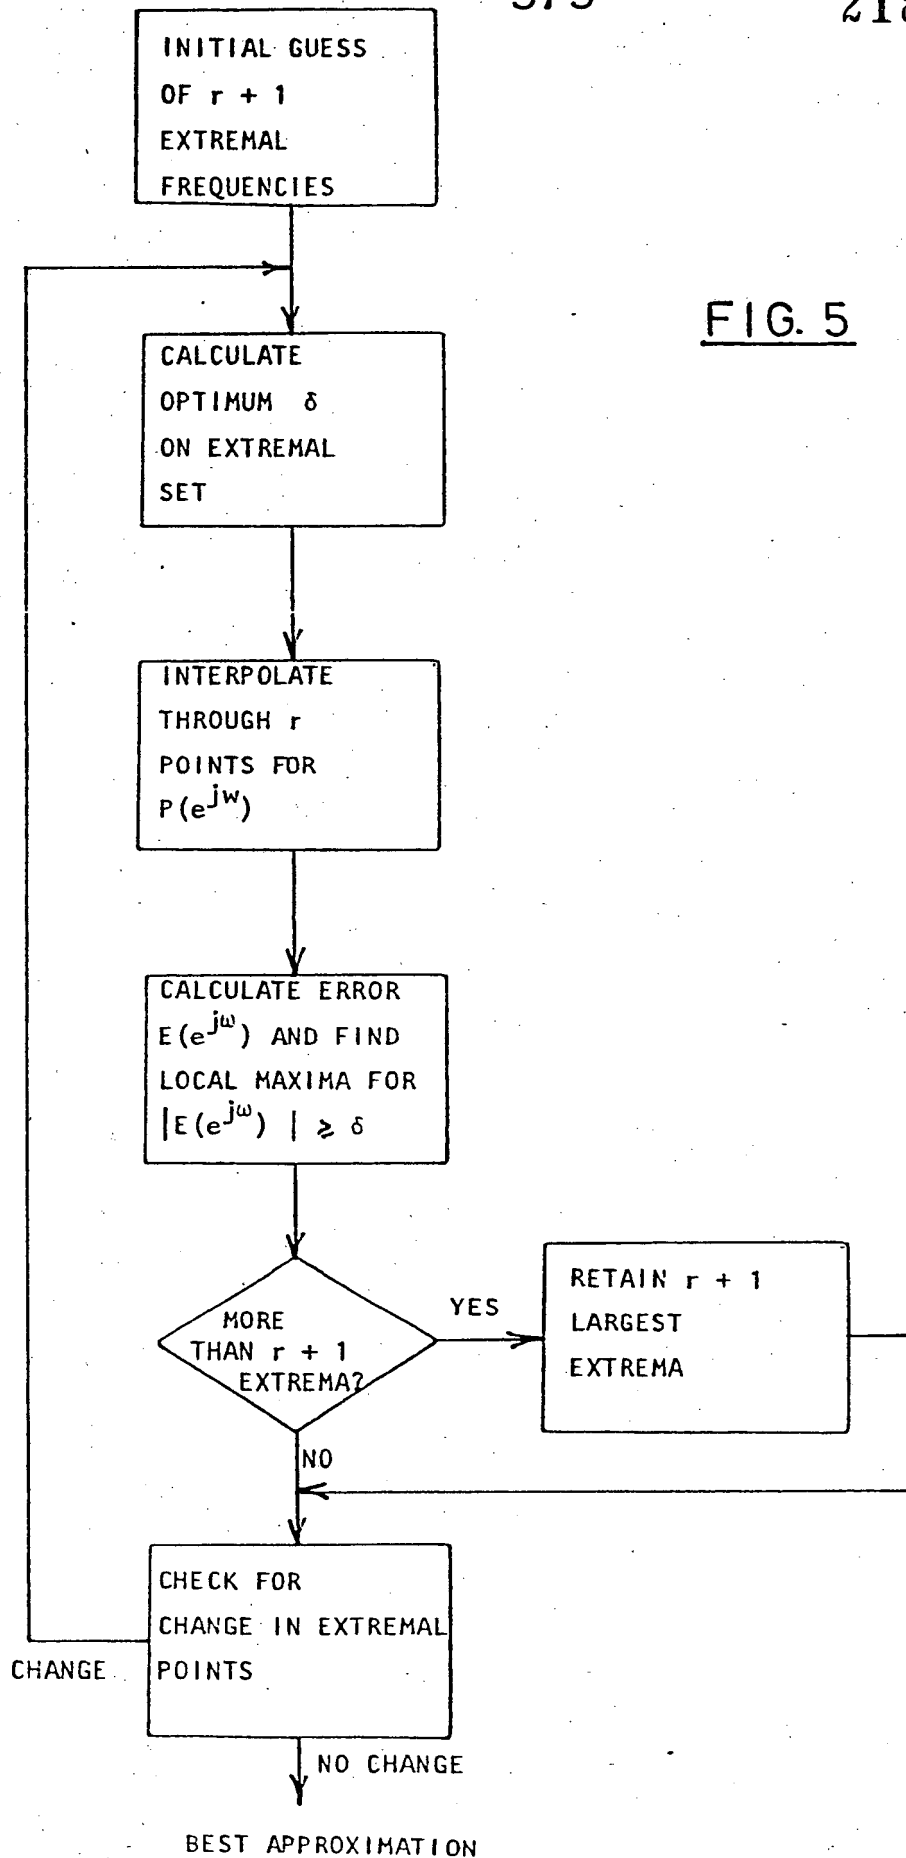 INITIAL GUESS
OF r + 1
EXTREMAL
FREQUENCIES
FIG. 5
CALCULATE
OPTIMUM δ
ON EXTREMAL
SET
INTERPOLATE
THROUGH r
POINTS FOR
P(e^jw)
CALCULATE ERROR
E(e^jω) AND FIND
LOCAL MAXIMA FOR
|E(e^jω) | ⩾ δ
MORE
THAN r + 1
EXTREMA?
YES
RETAIN r + 1
LARGEST
EXTREMA
NO
CHECK FOR
CHANGE IN EXTREMAL
POINTS
CHANGE
NO CHANGE
BEST APPROXIMATION